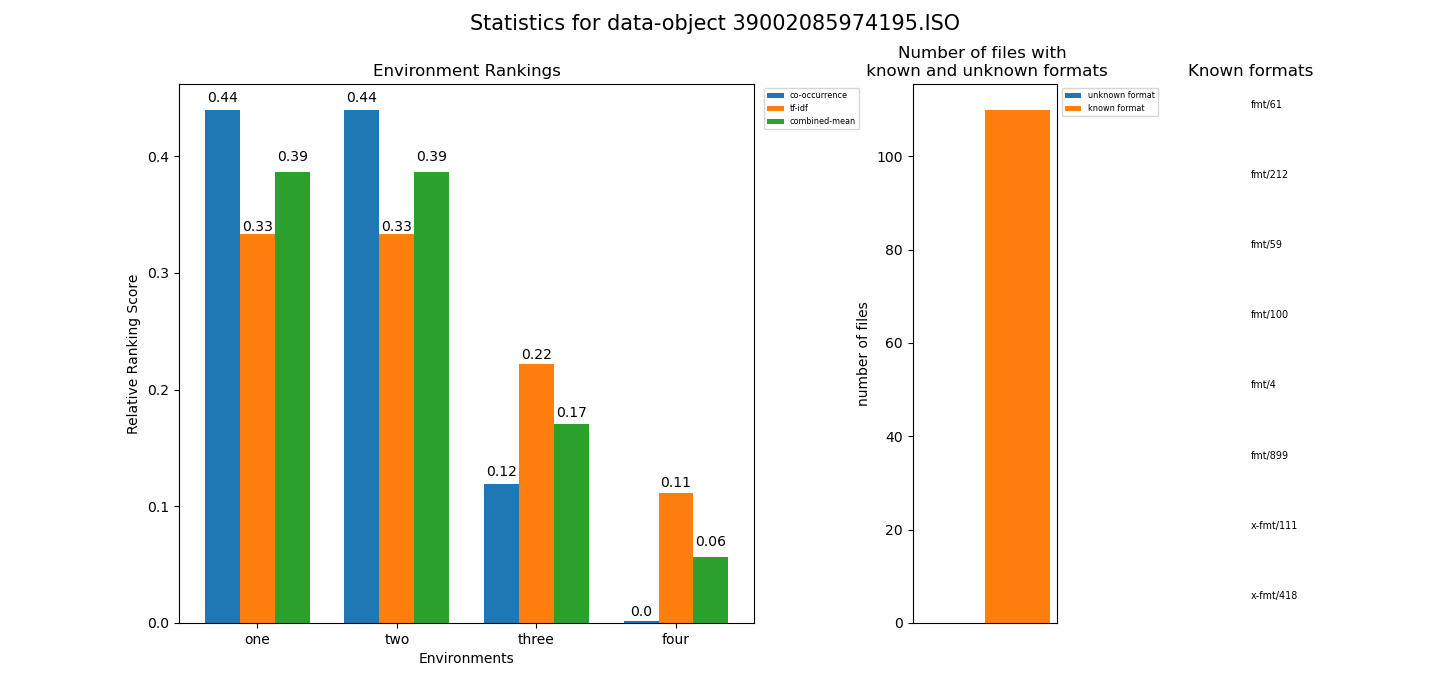 Statistics for data-object 39002085974195.ISO
Environment Rankings
0.44
0.44
0.39
0.39
0.33
0.33
0.22
0.17
0.12
0.11
0.06
0.0
0.4
0.3
0.2
0.1
0.0
Relative Ranking Score
one
two
three
four
Environments
co-occurrence
tf-idf
combined-mean
Number of files with
known and unknown formats
100
80
60
40
20
0
number of files
unknown format
known format
Known formats
fmt/61
fmt/212
fmt/59
fmt/100
fmt/4
fmt/899
x-fmt/111
x-fmt/418